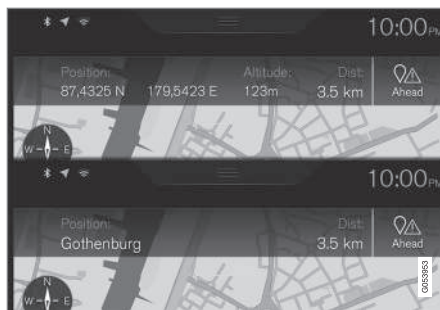 10:00PM
Position: Altitude: Dist:
87,4325 N 179,5423 E 123m 3.5 km Ahead
N
W E
10:00PM
Position: Dist:
Gothenburg 3.5 km Ahead
N
W E
G053953